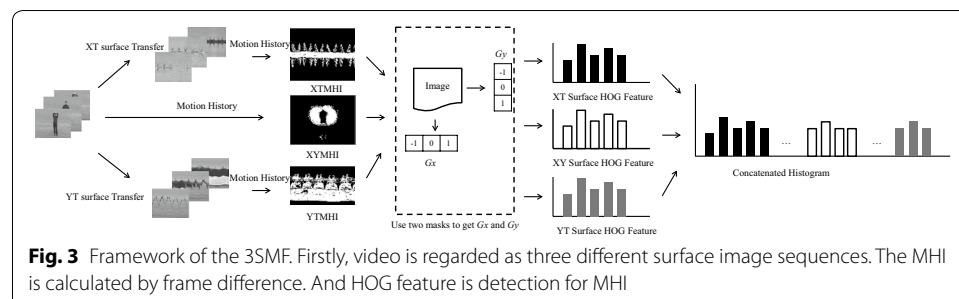 XT surface Transfer
Motion History
XTMHI
Motion History
XYMHI
YT surface Transfer
Motion History
YTMHI
Image
Gy
-1
0
1
-1 0 1
Gx
Use two masks to get Gx and Gy
XT Surface HOG Feature
XY Surface HOG Feature
YT Surface HOG Feature
... ...
Concatenated Histogram
Fig. 3 Framework of the 3SMF. Firstly, video is regarded as three different surface image sequences. The MHI
is calculated by frame difference. And HOG feature is detection for MHI